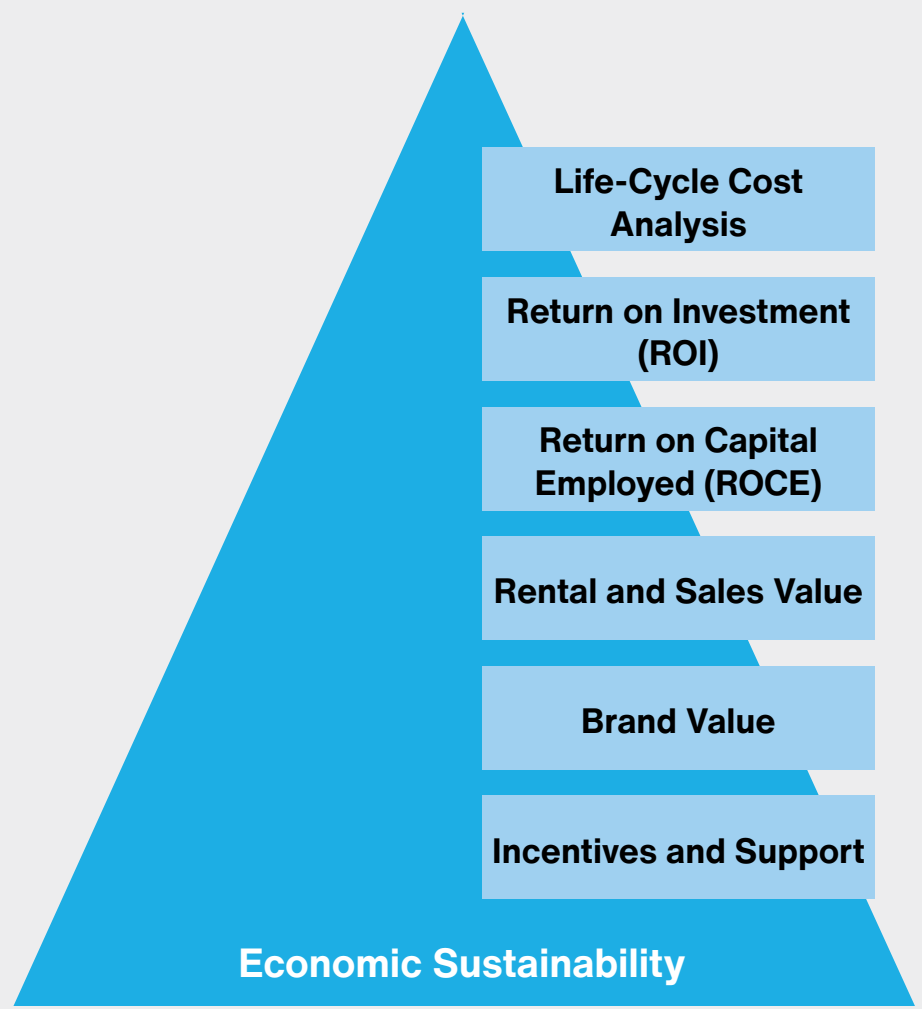 Life-Cycle Cost
Analysis
Return on Investment
(ROI)
Return on Capital
Employed (ROCE)
Rental and Sales Value
Brand Value
Incentives and Support
Economic Sustainability